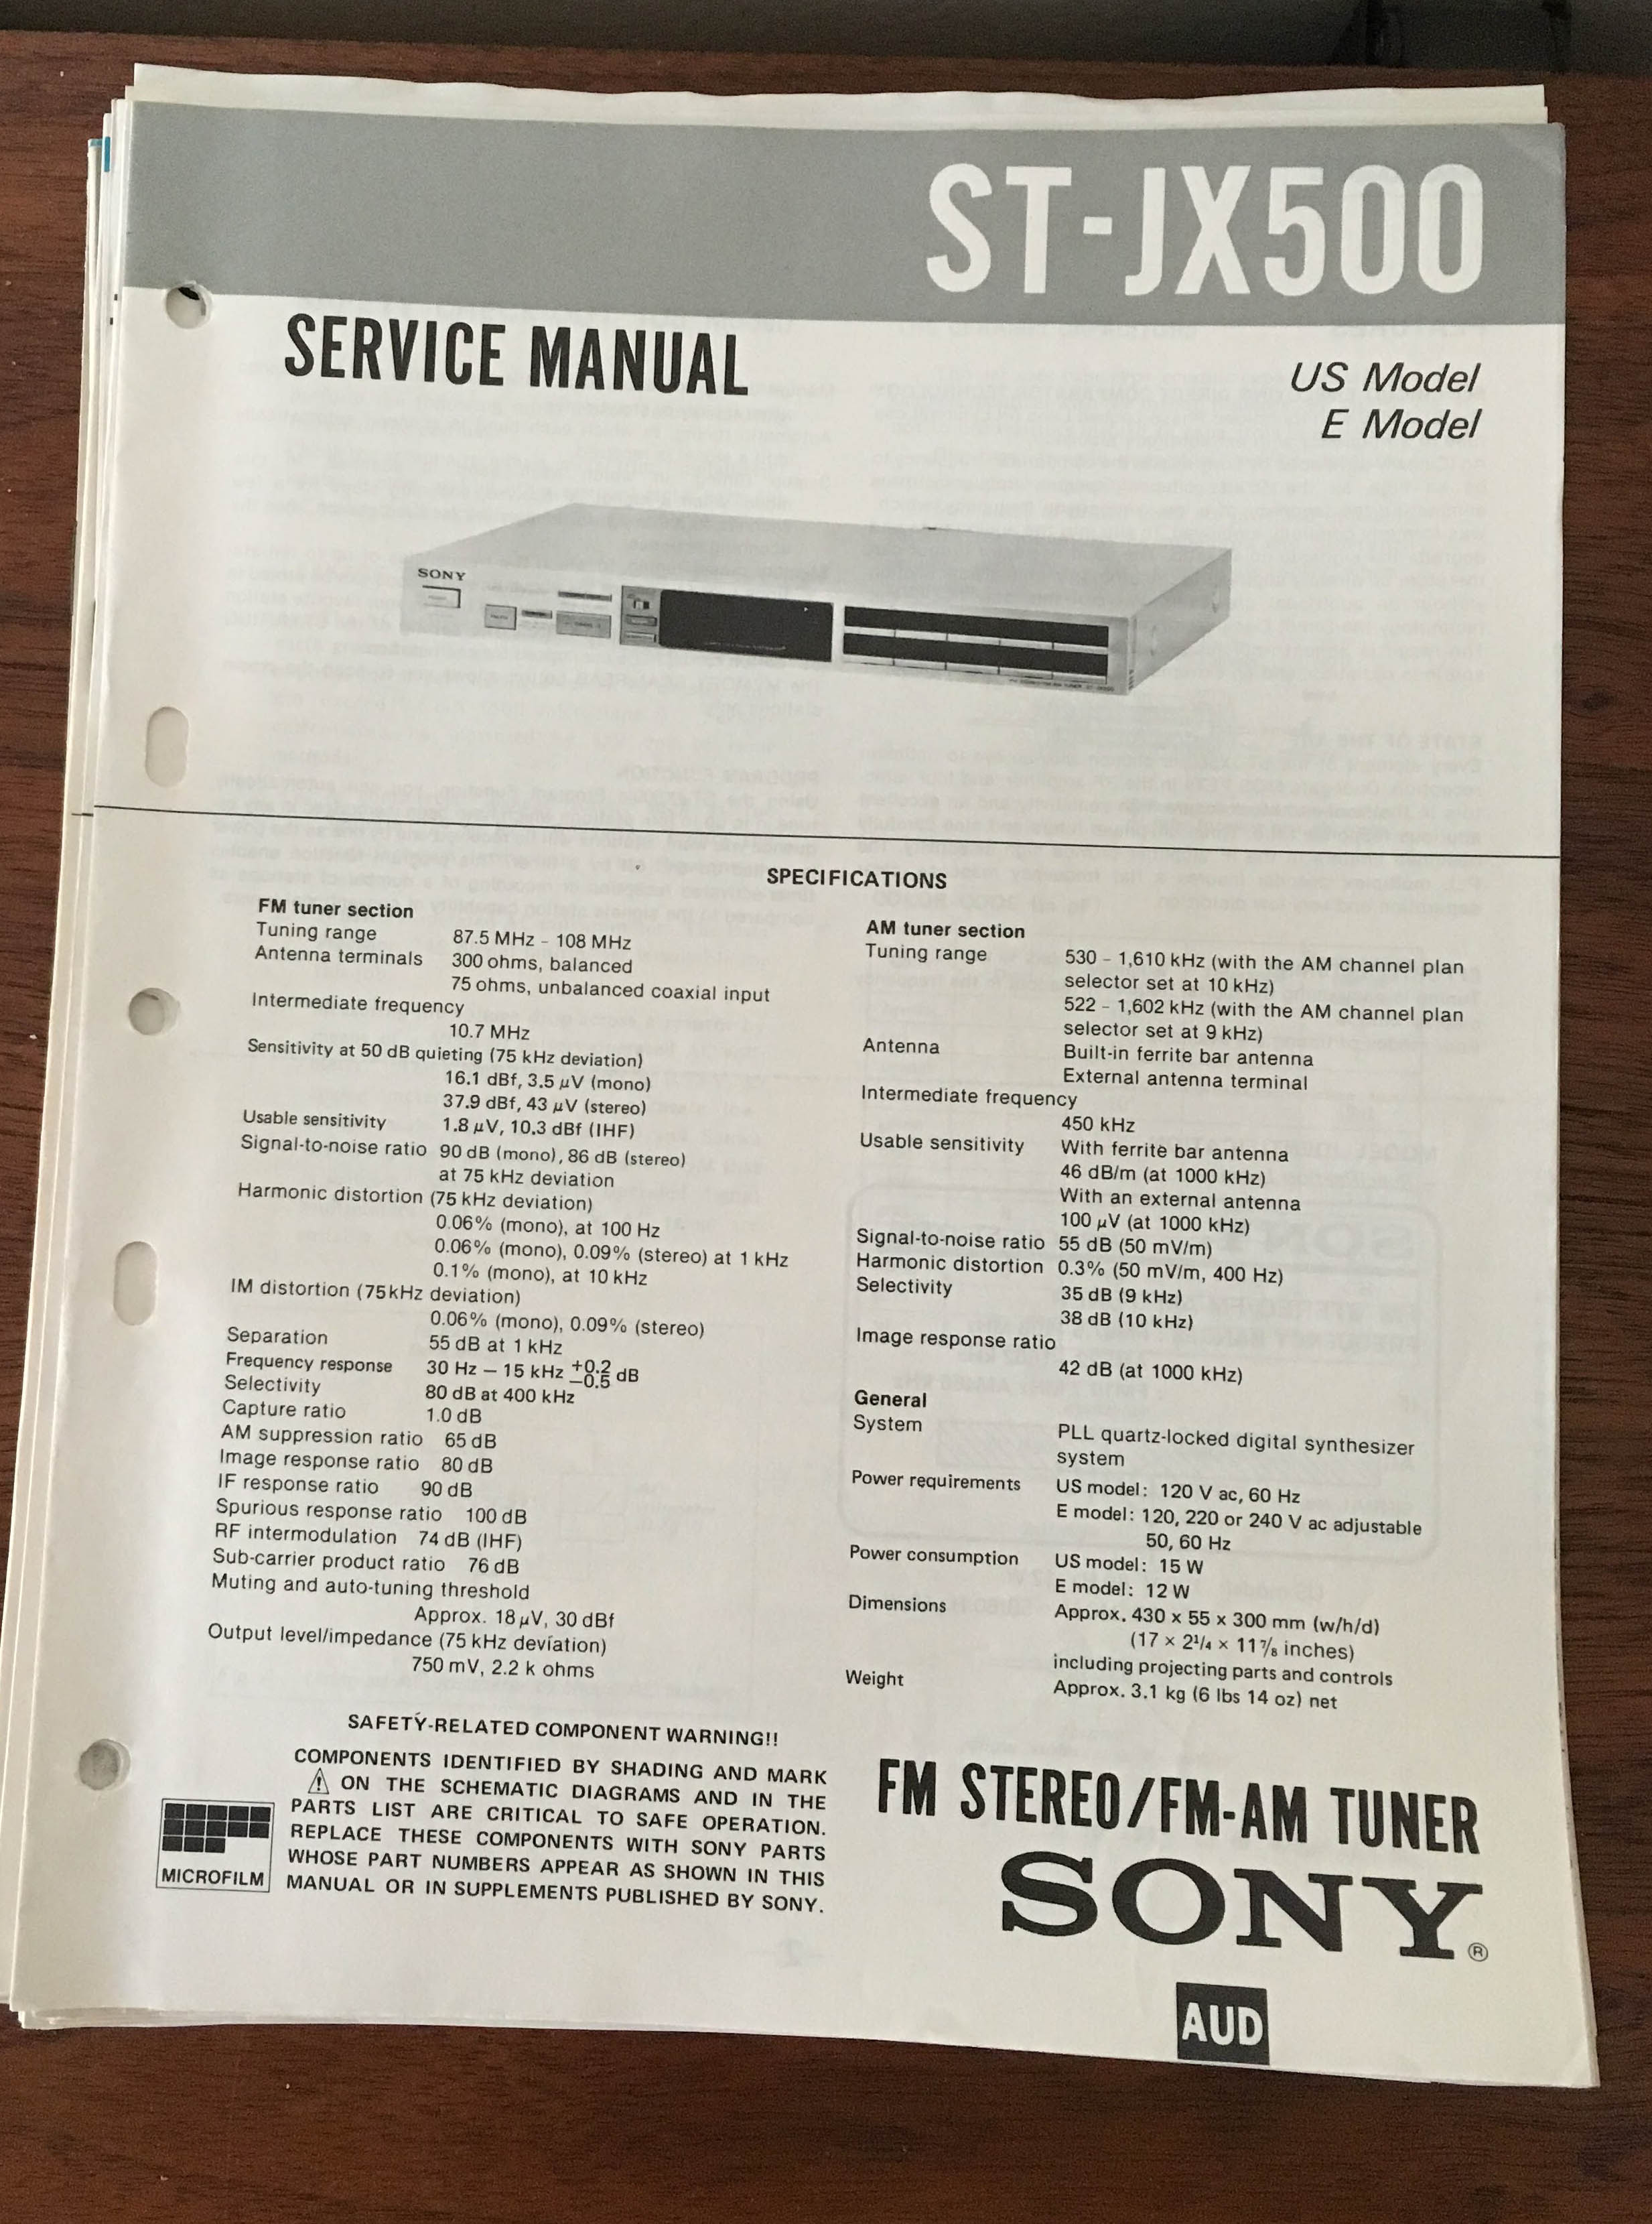 ST-JX500
SERVICE MANUAL
US Model
E Model
SONY
SPECIFICATIONS
FM tuner section
Tuning range 87.5 MHz – 108 MHz
Antenna terminals 300 ohms, balanced
75 ohms, unbalanced coaxial input
Intermediate frequency
10.7 MHz
Sensitivity at 50 dB quieting (75 kHz deviation)
16.1 dBf, 3.5 µV (mono)
37.9 dBf, 43 µV (stereo)
Usable sensitivity 1.8 µV, 10.3 dBf (IHF)
Signal-to-noise ratio 90 dB (mono), 86 dB (stereo)
at 75 kHz deviation
Harmonic distortion (75 kHz deviation)
0.06% (mono), at 100 Hz
0.06% (mono), 0.09% (stereo) at 1 kHz
0.1% (mono), at 10 kHz
IM distortion (75 kHz deviation)
0.06% (mono), 0.09% (stereo)
Separation 55 dB at 1 kHz
Frequency response 30 Hz – 15 kHz +0.2 −0.5 dB
Selectivity 80 dB at 400 kHz
Capture ratio 1.0 dB
AM suppression ratio 65 dB
Image response ratio 80 dB
IF response ratio 90 dB
Spurious response ratio 100 dB
RF intermodulation 74 dB (IHF)
Sub-carrier product ratio 76 dB
Muting and auto-tuning threshold
Approx. 18 µV, 30 dBf
Output level/impedance (75 kHz deviation)
750 mV, 2.2 k ohms
AM tuner section
Tuning range 530 – 1,610 kHz (with the AM channel plan
selector set at 10 kHz)
522 – 1,602 kHz (with the AM channel plan
selector set at 9 kHz)
Antenna Built-in ferrite bar antenna
External antenna terminal
Intermediate frequency
450 kHz
Usable sensitivity With ferrite bar antenna
46 dB/m (at 1000 kHz)
With an external antenna
100 µV (at 1000 kHz)
Signal-to-noise ratio 55 dB (50 mV/m)
Harmonic distortion 0.3% (50 mV/m, 400 Hz)
Selectivity 35 dB (9 kHz)
38 dB (10 kHz)
Image response ratio
42 dB (at 1000 kHz)
General
System PLL quartz-locked digital synthesizer
system
Power requirements US model: 120 V ac, 60 Hz
E model: 120, 220 or 240 V ac adjustable
50, 60 Hz
Power consumption US model: 15 W
E model: 12 W
Dimensions Approx. 430 x 55 x 300 mm (w/h/d)
(17 × 2 1/4 × 11 7/8 inches)
including projecting parts and controls
Weight Approx. 3.1 kg (6 lbs 14 oz) net
SAFETY-RELATED COMPONENT WARNING!!
COMPONENTS IDENTIFIED BY SHADING AND MARK
⚠ ON THE SCHEMATIC DIAGRAMS AND IN THE
PARTS LIST ARE CRITICAL TO SAFE OPERATION.
REPLACE THESE COMPONENTS WITH SONY PARTS
WHOSE PART NUMBERS APPEAR AS SHOWN IN THIS
MANUAL OR IN SUPPLEMENTS PUBLISHED BY SONY.
MICROFILM
FM STEREO/FM-AM TUNER
SONY®
AUD